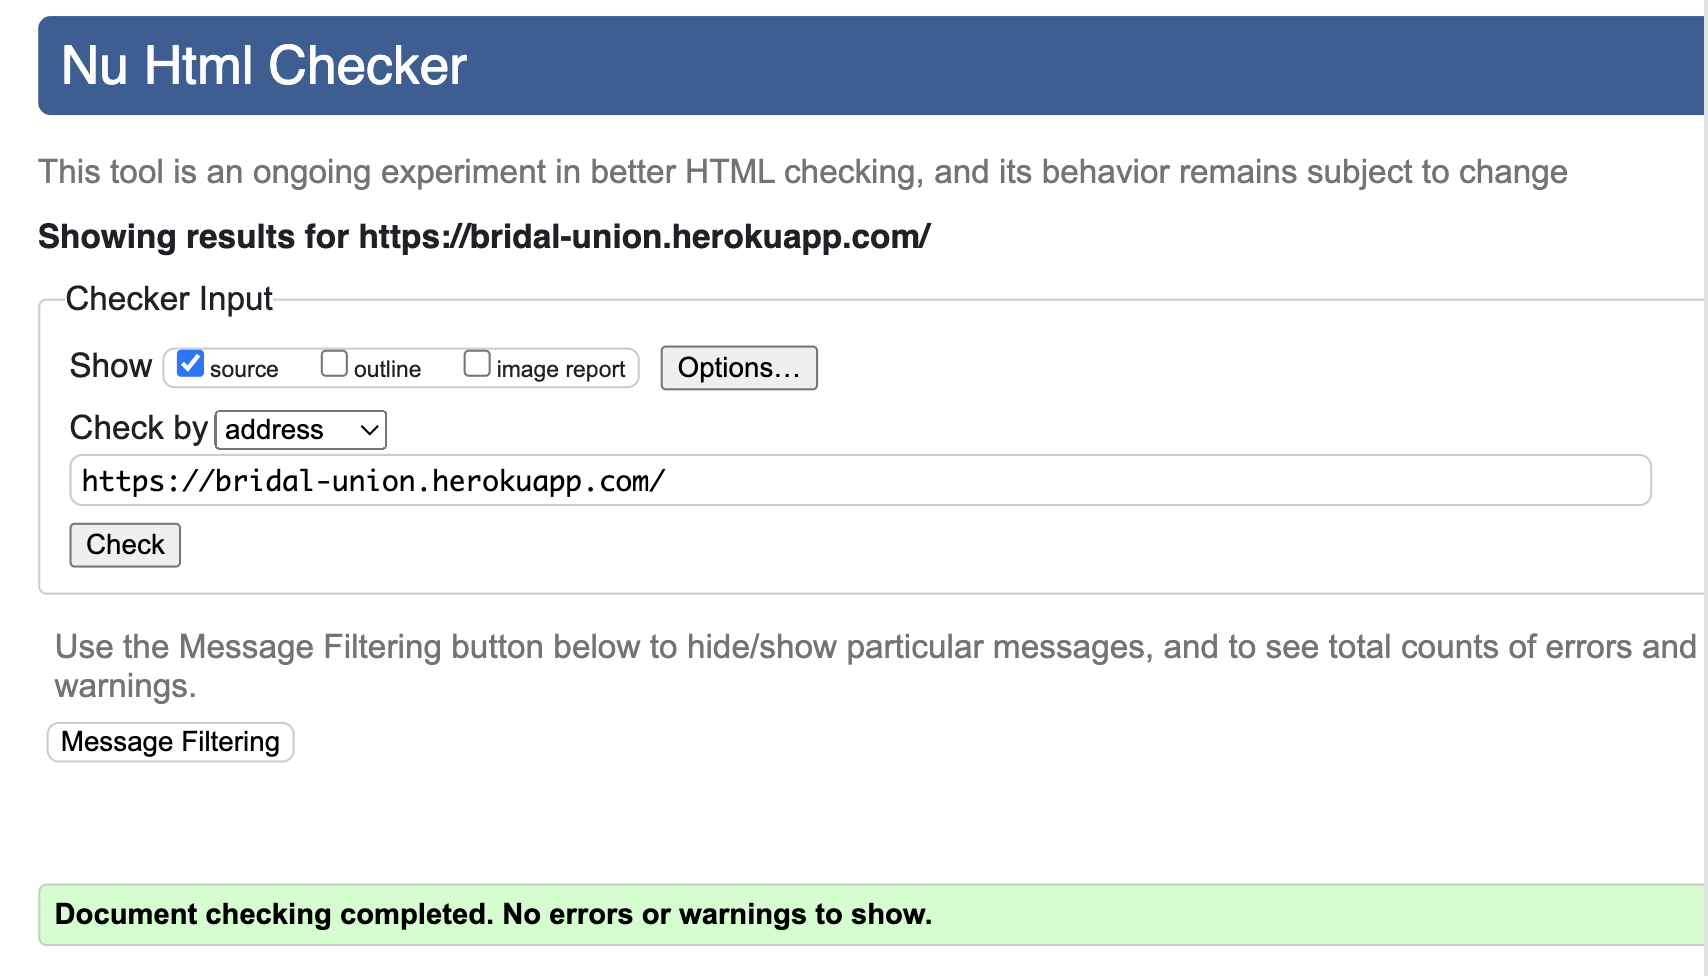 Nu Html Checker
This tool is an ongoing experiment in better HTML checking, and its behavior remains subject to change
Showing results for https://bridal-union.herokuapp.com/
Checker Input
Show source outline image report Options...
Check by address
https://bridal-union.herokuapp.com/
Check
Use the Message Filtering button below to hide/show particular messages, and to see total counts of errors and
warnings.
Message Filtering
Document checking completed. No errors or warnings to show.